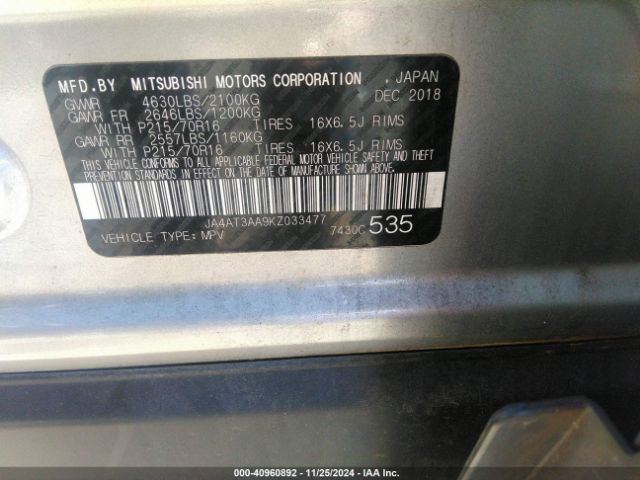 MFD.BY MITSUBISHI MOTORS CORPORATION , JAPAN
GVWR 4630LBS/2100KG DEC 2018
GAWR FR 2646LBS/1200KG
WITH P215/70R16 TIRES 16X6.5J RIMS
GAWR RR 2557LBS/1160KG
WITH P215/70R16 TIRES 16X6.5J RIMS
THIS VEHICLE CONFORMS TO ALL APPLICABLE FEDERAL MOTOR VEHICLE SAFETY AND THEFT
PREVENTION STANDARDS IN EFFECT ON THE DATE OF MANUFACTURE SHOWN ABOVE.
JA4AT3AA9KZ033477
VEHICLE TYPE: MPV 7430C 535
000-40960892 - 11/25/2024 - IAA Inc.